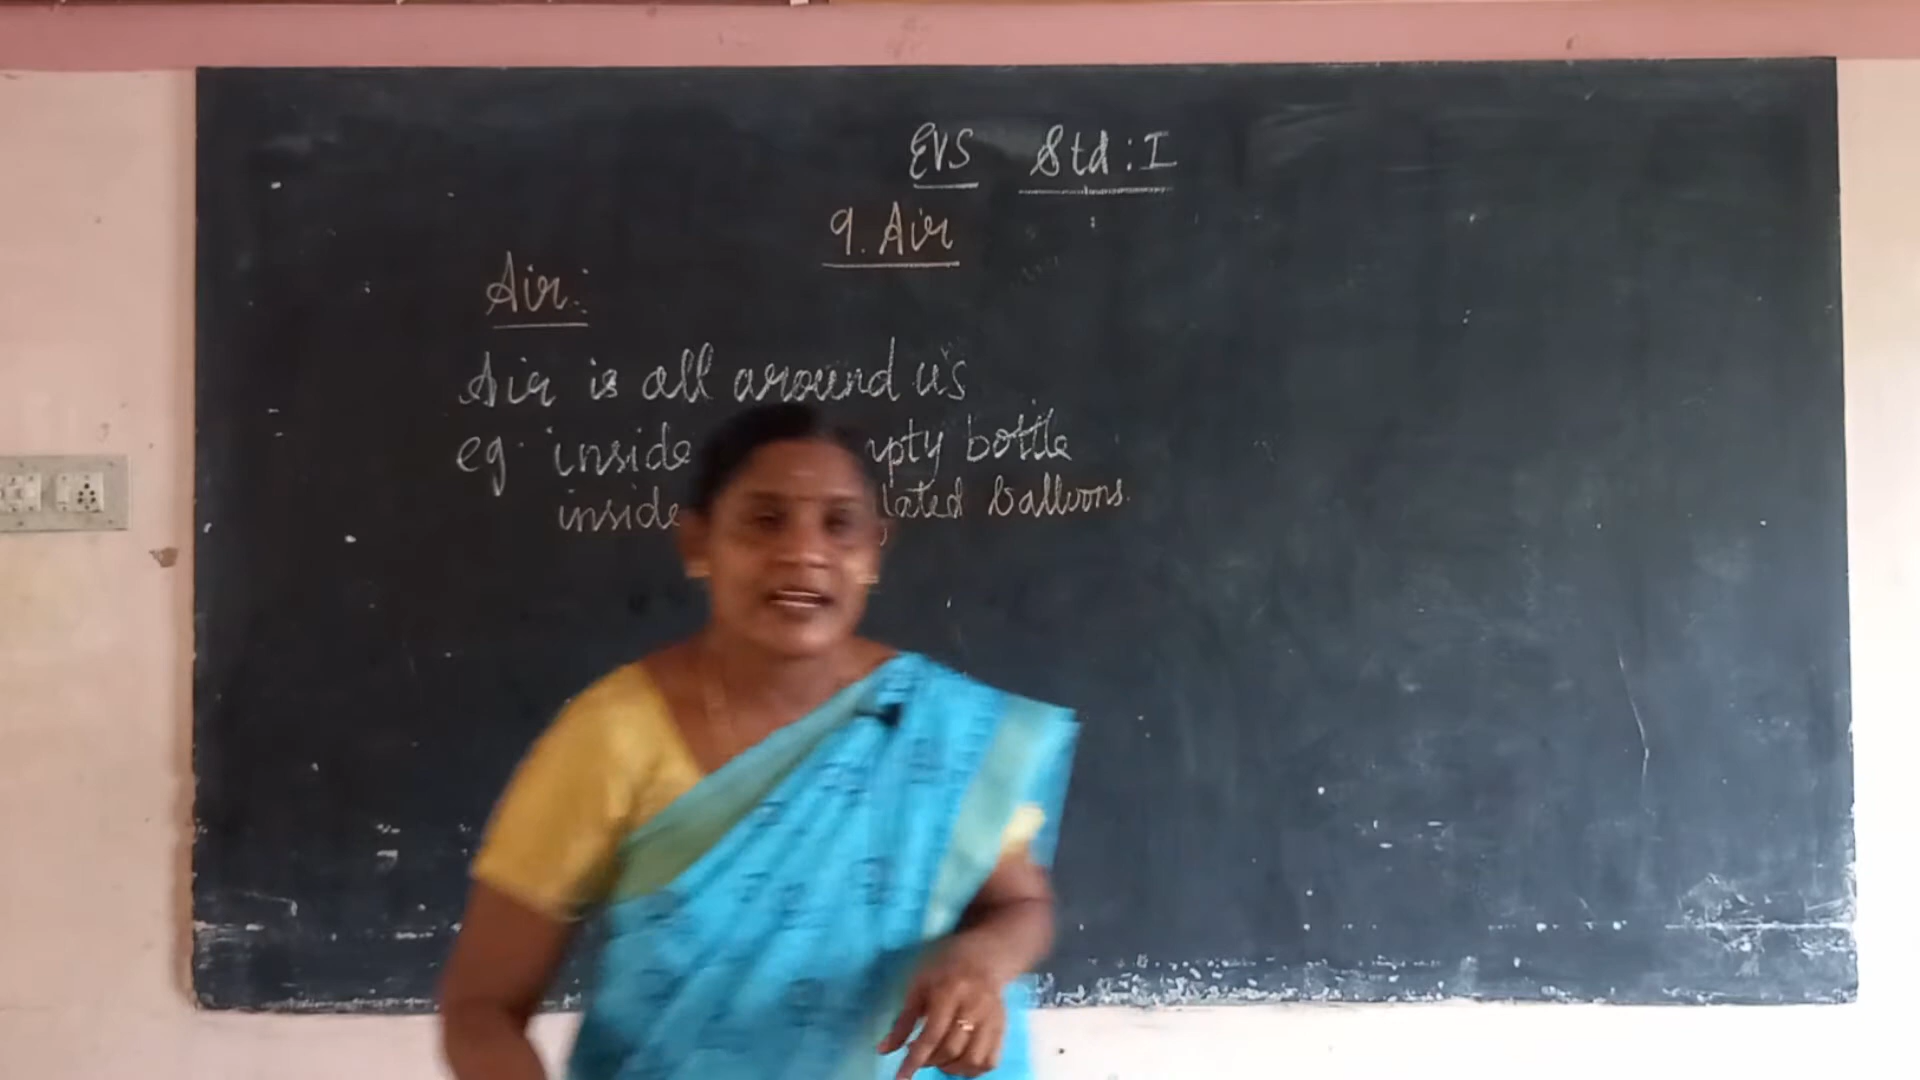 EVS Std : I
9. Air
Air:
Air is all around us
eg. inside pty bottle
inside lated balloons.